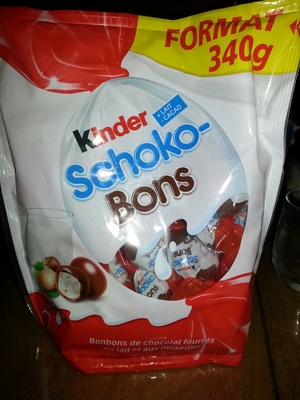 FORMAT
340g
+ LAIT
- CACAO
Kinder
Schoko-
Bons
Bonbons de chocolat fourrés
au lait et aux noisettes